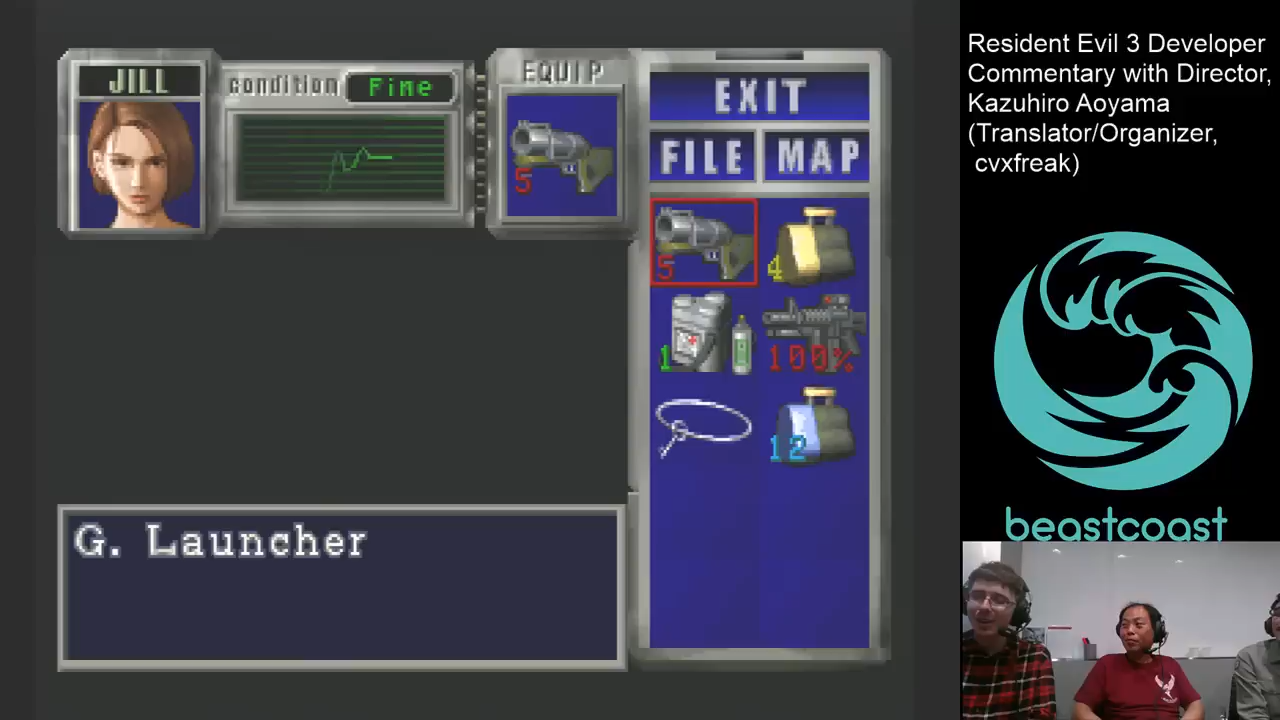 JILL
condition Fine
EQUIP
5
EXIT
FILE MAP
5
4
1
100%
12
G. Launcher
Resident Evil 3 Developer
Commentary with Director,
Kazuhiro Aoyama
(Translator/Organizer,
cvxfreak)
beastcoast